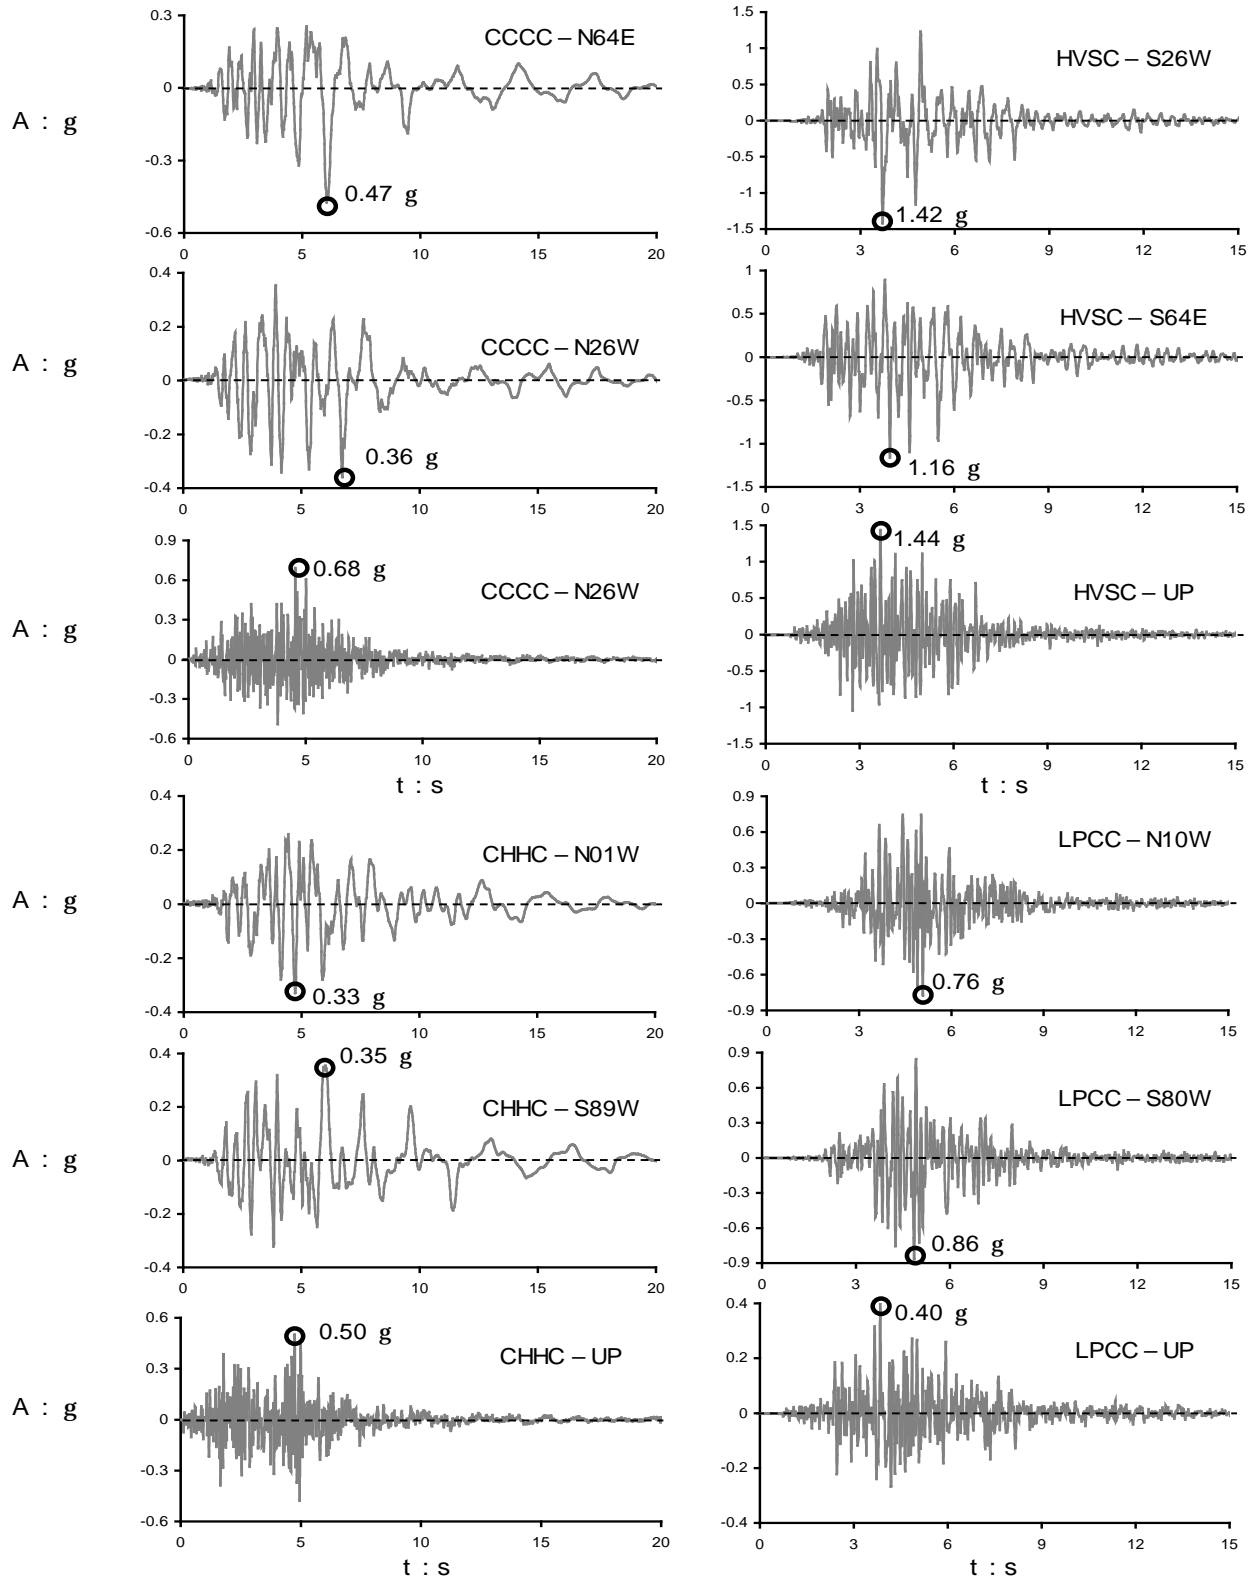 0.3
0
-0.3
-0.6
A : g
CCCC – N64E
0.47 g
0 5 10 15 20
1.5
1
0.5
0
-0.5
-1
-1.5
HVSC – S26W
1.42 g
0 3 6 9 12 15
0.4
0.2
0
-0.2
-0.4
A : g
CCCC – N26W
0.36 g
0 5 10 15 20
1
0.5
0
-0.5
-1
-1.5
HVSC – S64E
1.16 g
0 3 6 9 12 15
0.9
0.6
0.3
0
-0.3
-0.6
A : g
0.68 g
CCCC – N26W
0 5 10 15 20
t : s
1.5
1
0.5
0
-0.5
-1
-1.5
1.44 g
HVSC – UP
0 3 6 9 12 15
0.4
0.2
0
-0.2
-0.4
A : g
CHHC – N01W
0.33 g
0 5 10 15 20
0.9
0.6
0.3
0
-0.3
-0.6
-0.9
LPCC – N10W
0.76 g
0 3 6 9 12 15
0.4
0.2
0
-0.2
-0.4
A : g
0.35 g
CHHC – S89W
0 5 10 15 20
0.9
0.6
0.3
0
-0.3
-0.6
-0.9
LPCC – S80W
0.86 g
0 3 6 9 12 15
0.6
0.3
0
-0.3
-0.6
A : g
0.50 g
CHHC – UP
0 5 10 15 20
t : s
0.4
0.2
0
-0.2
-0.4
0.40 g
LPCC – UP
0 3 6 9 12 15
t : s